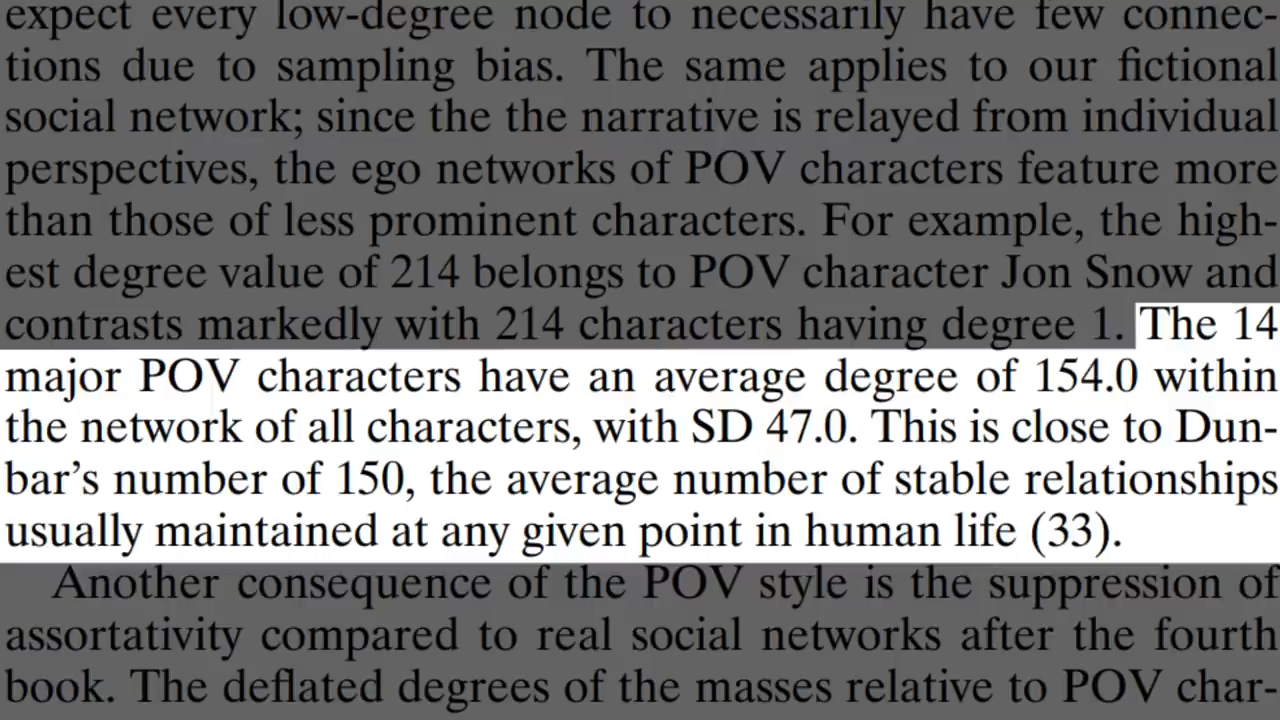 expect every low-degree node to necessarily have few connec-
tions due to sampling bias. The same applies to our fictional
social network; since the the narrative is relayed from individual
perspectives, the ego networks of POV characters feature more
than those of less prominent characters. For example, the high-
est degree value of 214 belongs to POV character Jon Snow and
contrasts markedly with 214 characters having degree 1. The 14
major POV characters have an average degree of 154.0 within
the network of all characters, with SD 47.0. This is close to Dun-
bar’s number of 150, the average number of stable relationships
usually maintained at any given point in human life (33).
Another consequence of the POV style is the suppression of
assortativity compared to real social networks after the fourth
book. The deflated degrees of the masses relative to POV char-